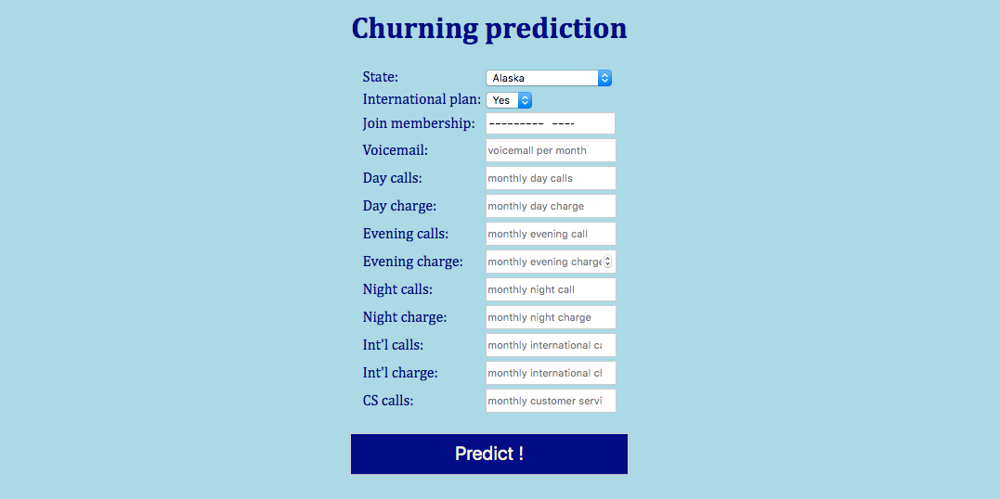 Churning prediction
State: Alaska
International plan: Yes
Join membership: --------- ----
Voicemail: voicemall per month
Day calls: monthly day calls
Day charge: monthly day charge
Evening calls: monthly evening call
Evening charge: monthly evening charge
Night calls: monthly night call
Night charge: monthly night charge
Int'l calls: monthly international ca
Int'l charge: monthly international ch
CS calls: monthly customer servi
Predict !